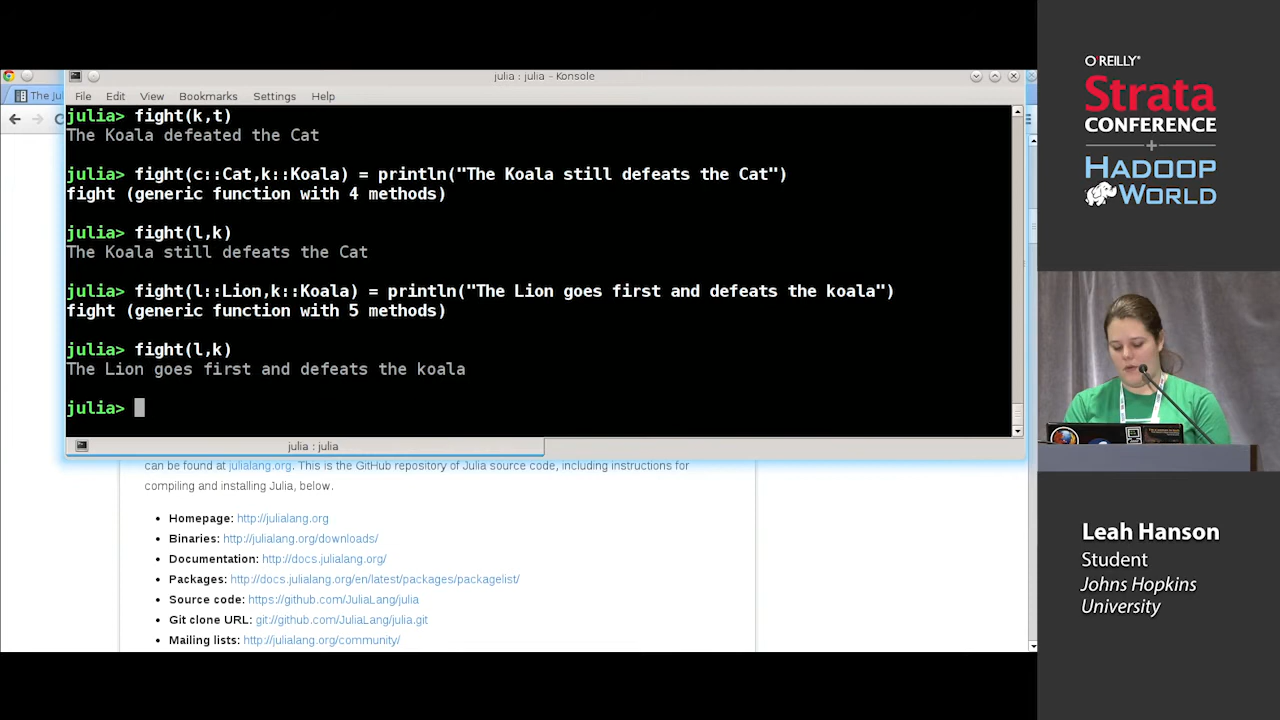 julia : julia - Konsole
The Ju
File Edit View Bookmarks Settings Help
julia> fight(k,t)
The Koala defeated the Cat
julia> fight(c::Cat,k::Koala) = println("The Koala still defeats the Cat")
fight (generic function with 4 methods)
julia> fight(l,k)
The Koala still defeats the Cat
julia> fight(l::Lion,k::Koala) = println("The Lion goes first and defeats the koala")
fight (generic function with 5 methods)
julia> fight(l,k)
The Lion goes first and defeats the koala
julia>
julia : julia
can be found at julialang.org. This is the GitHub repository of Julia source code, including instructions for
compiling and installing Julia, below.
• Homepage: http://julialang.org
• Binaries: http://julialang.org/downloads/
• Documentation: http://docs.julialang.org/
• Packages: http://docs.julialang.org/en/latest/packages/packagelist/
• Source code: https://github.com/JuliaLang/julia
• Git clone URL: git://github.com/JuliaLang/julia.git
• Mailing lists: http://julialang.org/community/
O REILLY®
Strata
CONFERENCE
+
HADOOP
WORLD
Leah Hanson
Student
Johns Hopkins
University